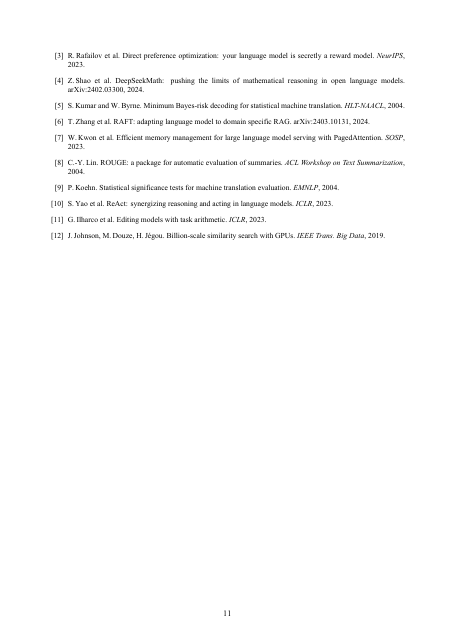 [3] R. Rafailov et al. Direct preference optimization: your language model is secretly a reward model. NeurIPS,
2023.
[4] Z. Shao et al. DeepSeekMath: pushing the limits of mathematical reasoning in open language models.
arXiv:2402.03300, 2024.
[5] S. Kumar and W. Byrne. Minimum Bayes-risk decoding for statistical machine translation. HLT-NAACL, 2004.
[6] T. Zhang et al. RAFT: adapting language model to domain specific RAG. arXiv:2403.10131, 2024.
[7] W. Kwon et al. Efficient memory management for large language model serving with PagedAttention. SOSP,
2023.
[8] C.-Y. Lin. ROUGE: a package for automatic evaluation of summaries. ACL Workshop on Text Summarization,
2004.
[9] P. Koehn. Statistical significance tests for machine translation evaluation. EMNLP, 2004.
[10] S. Yao et al. ReAct: synergizing reasoning and acting in language models. ICLR, 2023.
[11] G. Ilharco et al. Editing models with task arithmetic. ICLR, 2023.
[12] J. Johnson, M. Douze, H. Jégou. Billion-scale similarity search with GPUs. IEEE Trans. Big Data, 2019.
11